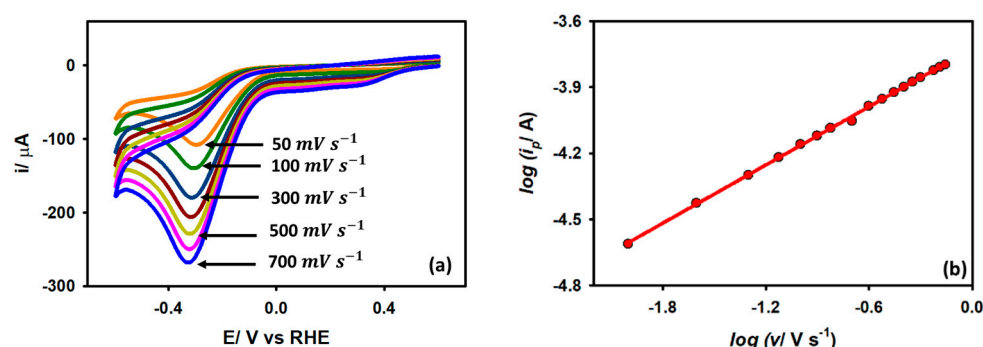 0
-100
-200
-300
i/ μA
-0.4
0.0
0.4
E/ V vs RHE
50 mV s⁻¹
100 mV s⁻¹
300 mV s⁻¹
500 mV s⁻¹
700 mV s⁻¹
(a)
-3.6
-3.9
-4.2
-4.5
-4.8
log (iₚ/ A)
-1.8
-1.2
-0.6
0.0
log (v/ V s⁻¹)
(b)